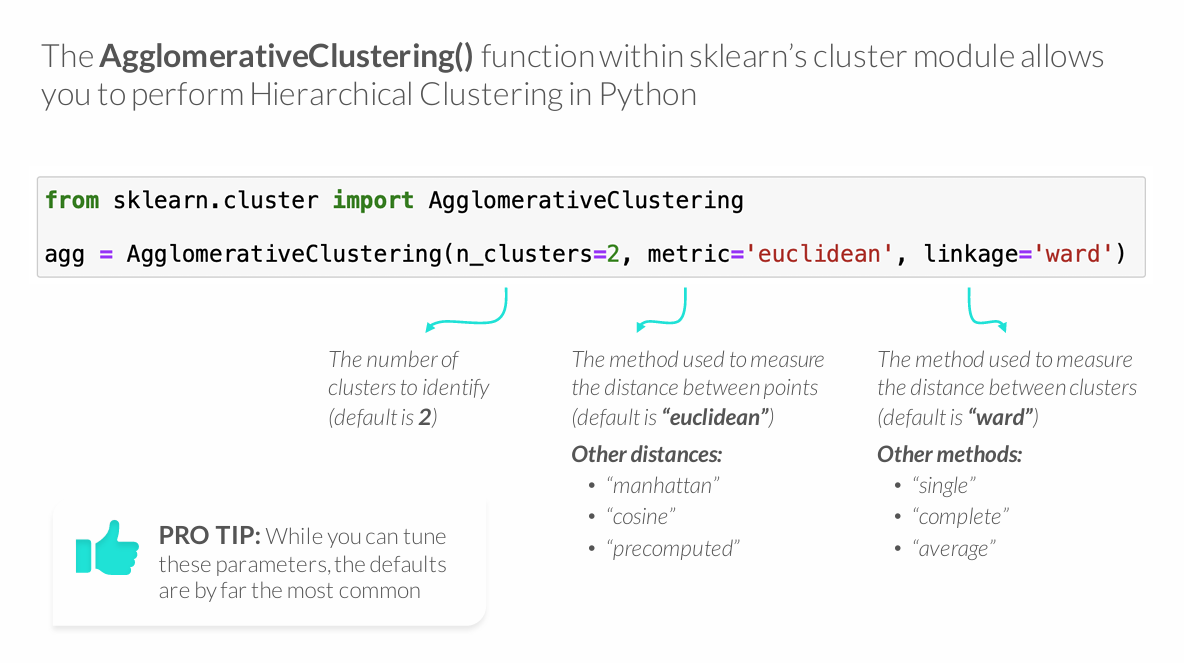 The AgglomerativeClustering() function within sklearn’s cluster module allows
you to perform Hierarchical Clustering in Python
from sklearn.cluster import AgglomerativeClustering
agg = AgglomerativeClustering(n_clusters=2, metric='euclidean', linkage='ward')
The number of
clusters to identify
(default is 2)
The method used to measure
the distance between points
(default is “euclidean”)
Other distances:
• “manhattan”
• “cosine”
• “precomputed”
The method used to measure
the distance between clusters
(default is “ward”)
Other methods:
• “single”
• “complete”
• “average”
PRO TIP: While you can tune
these parameters, the defaults
are by far the most common